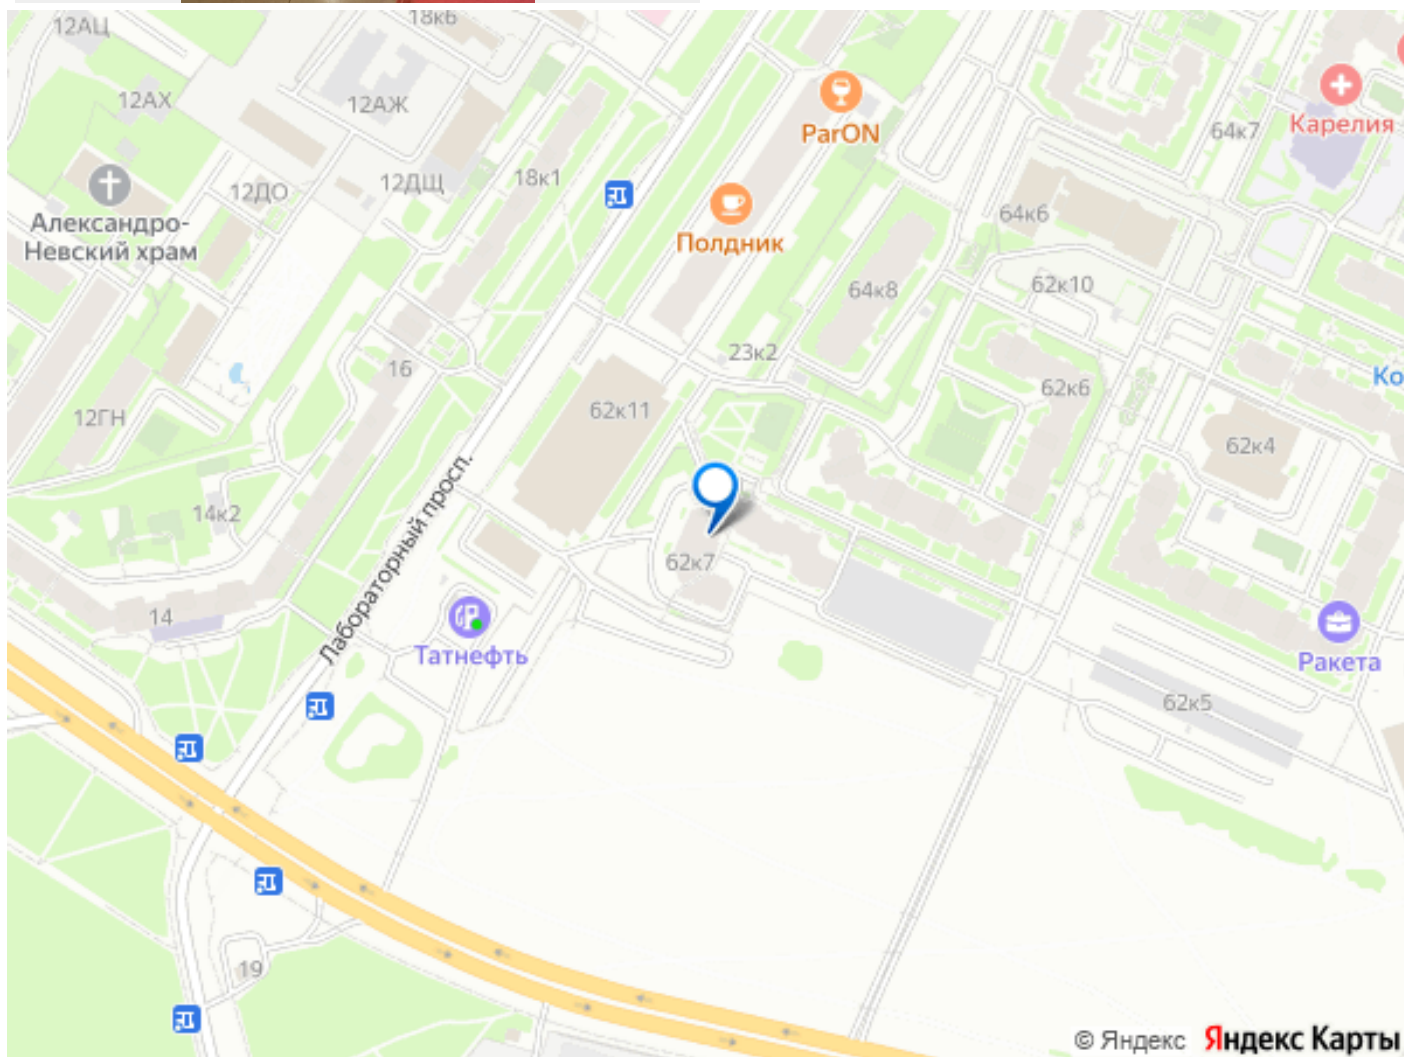 18к6
12АЦ
12АХ
12АЖ
ParON
Карелия
64к7
18к1
12ДЩ
12ДО
64к6
Александро-
Невский храм
Полдник
62к10
64к8
23к2
16
Ко
62к6
12ГН
62к11
62к4
14к2
Лабораторный просп.
62к7
14
Татнефть
Ракета
62к5
19
© Яндекс Яндекс Карты